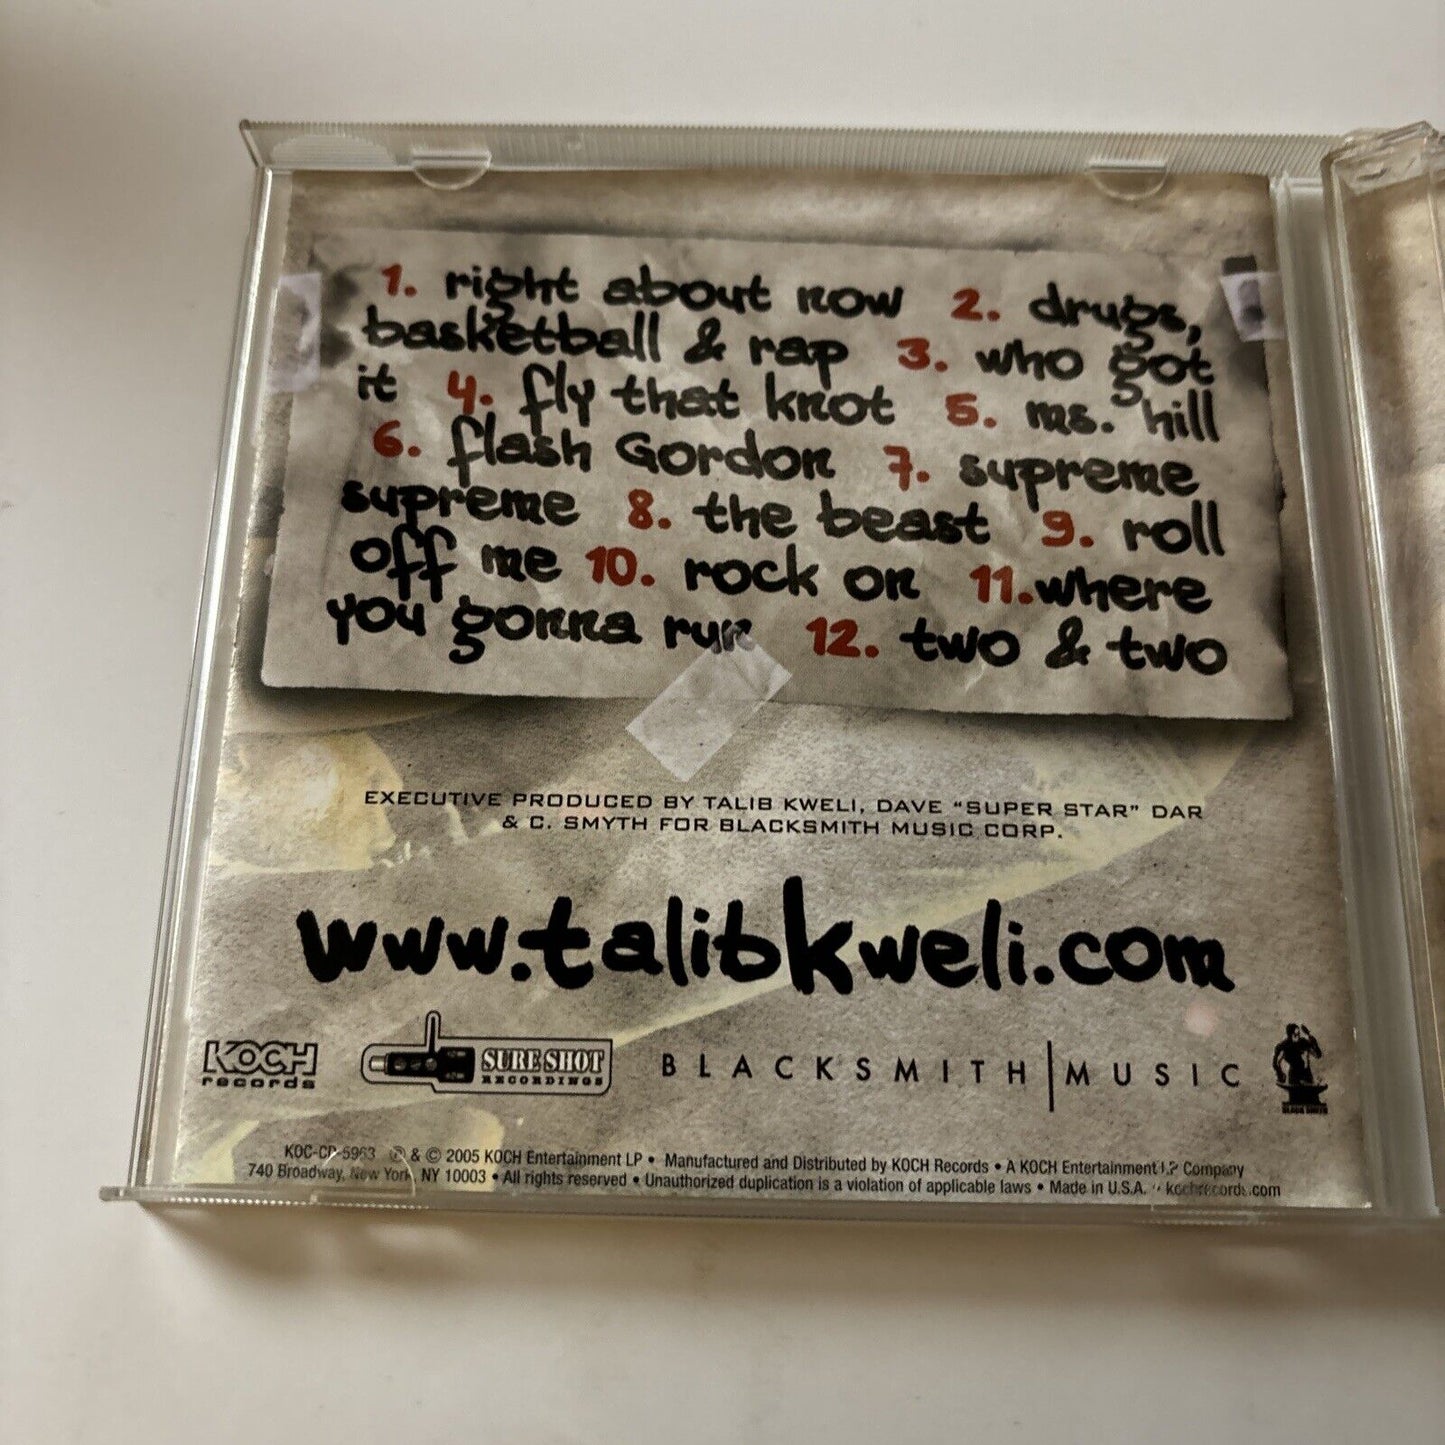 1. right about now 2. drugs,
basketball & rap 3. who got
it 4. fly that knot 5. ms. hill
6. flash Gordon 7. supreme
supreme 8. the beast 9. roll
off me 10. rock on 11. where
you gonna run 12. two & two
EXECUTIVE PRODUCED BY TALIB KWELI, DAVE “SUPER STAR” DAR
& C. SMYTH FOR BLACKSMITH MUSIC CORP.
www.talibkweli.com
KOCH
records
SURE SHOT
RECORDINGS
BLACKSMITH|MUSIC
BLACK SMITH
KOC-CD-5963 ℗ & © 2005 KOCH Entertainment LP • Manufactured and Distributed by KOCH Records • A KOCH Entertainment LP Company
740 Broadway, New York, NY 10003 • All rights reserved • Unauthorized duplication is a violation of applicable laws • Made in U.S.A. • kochrecords.com